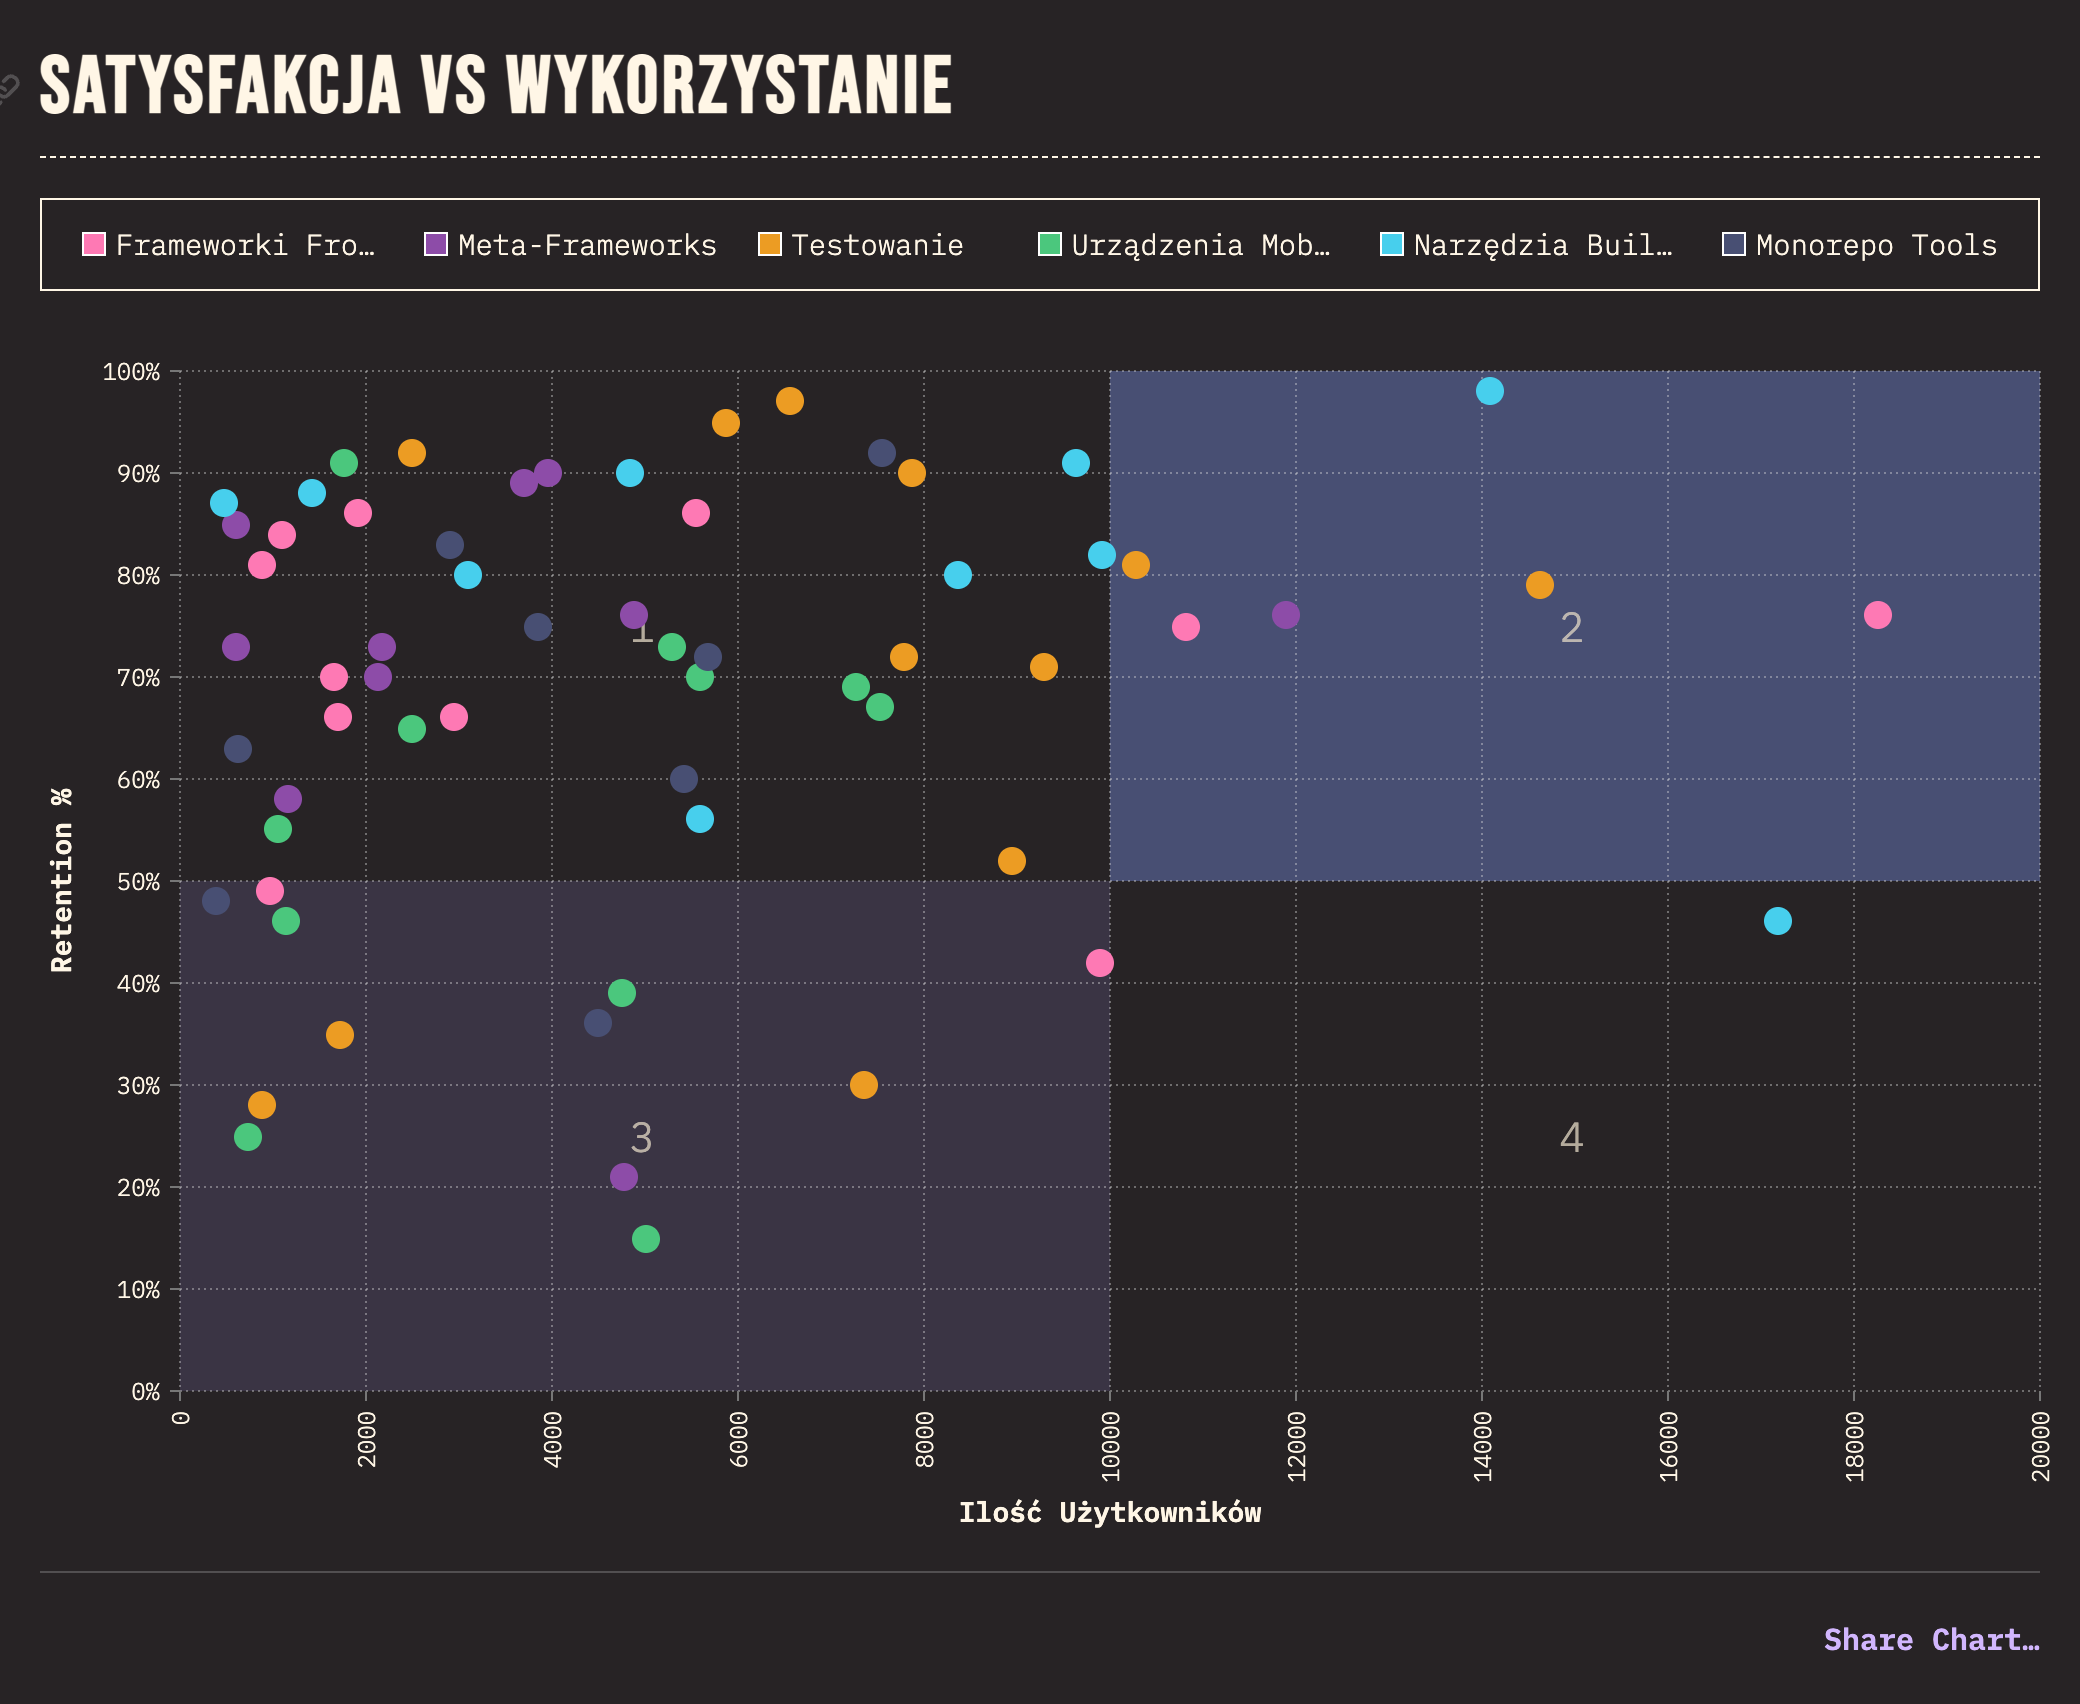 SATYSFAKCJA VS WYKORZYSTANIE
Frameworki Fro… Meta-Frameworks Testowanie Urządzenia Mob… Narzędzia Buil… Monorepo Tools
100%
90%
80%
1
2
70%
60%
50%
40%
30%
3
4
20%
10%
0%
Retention %
0 2000 4000 6000 8000 10000 12000 14000 16000 18000 20000
Ilość Użytkowników
Share Chart…